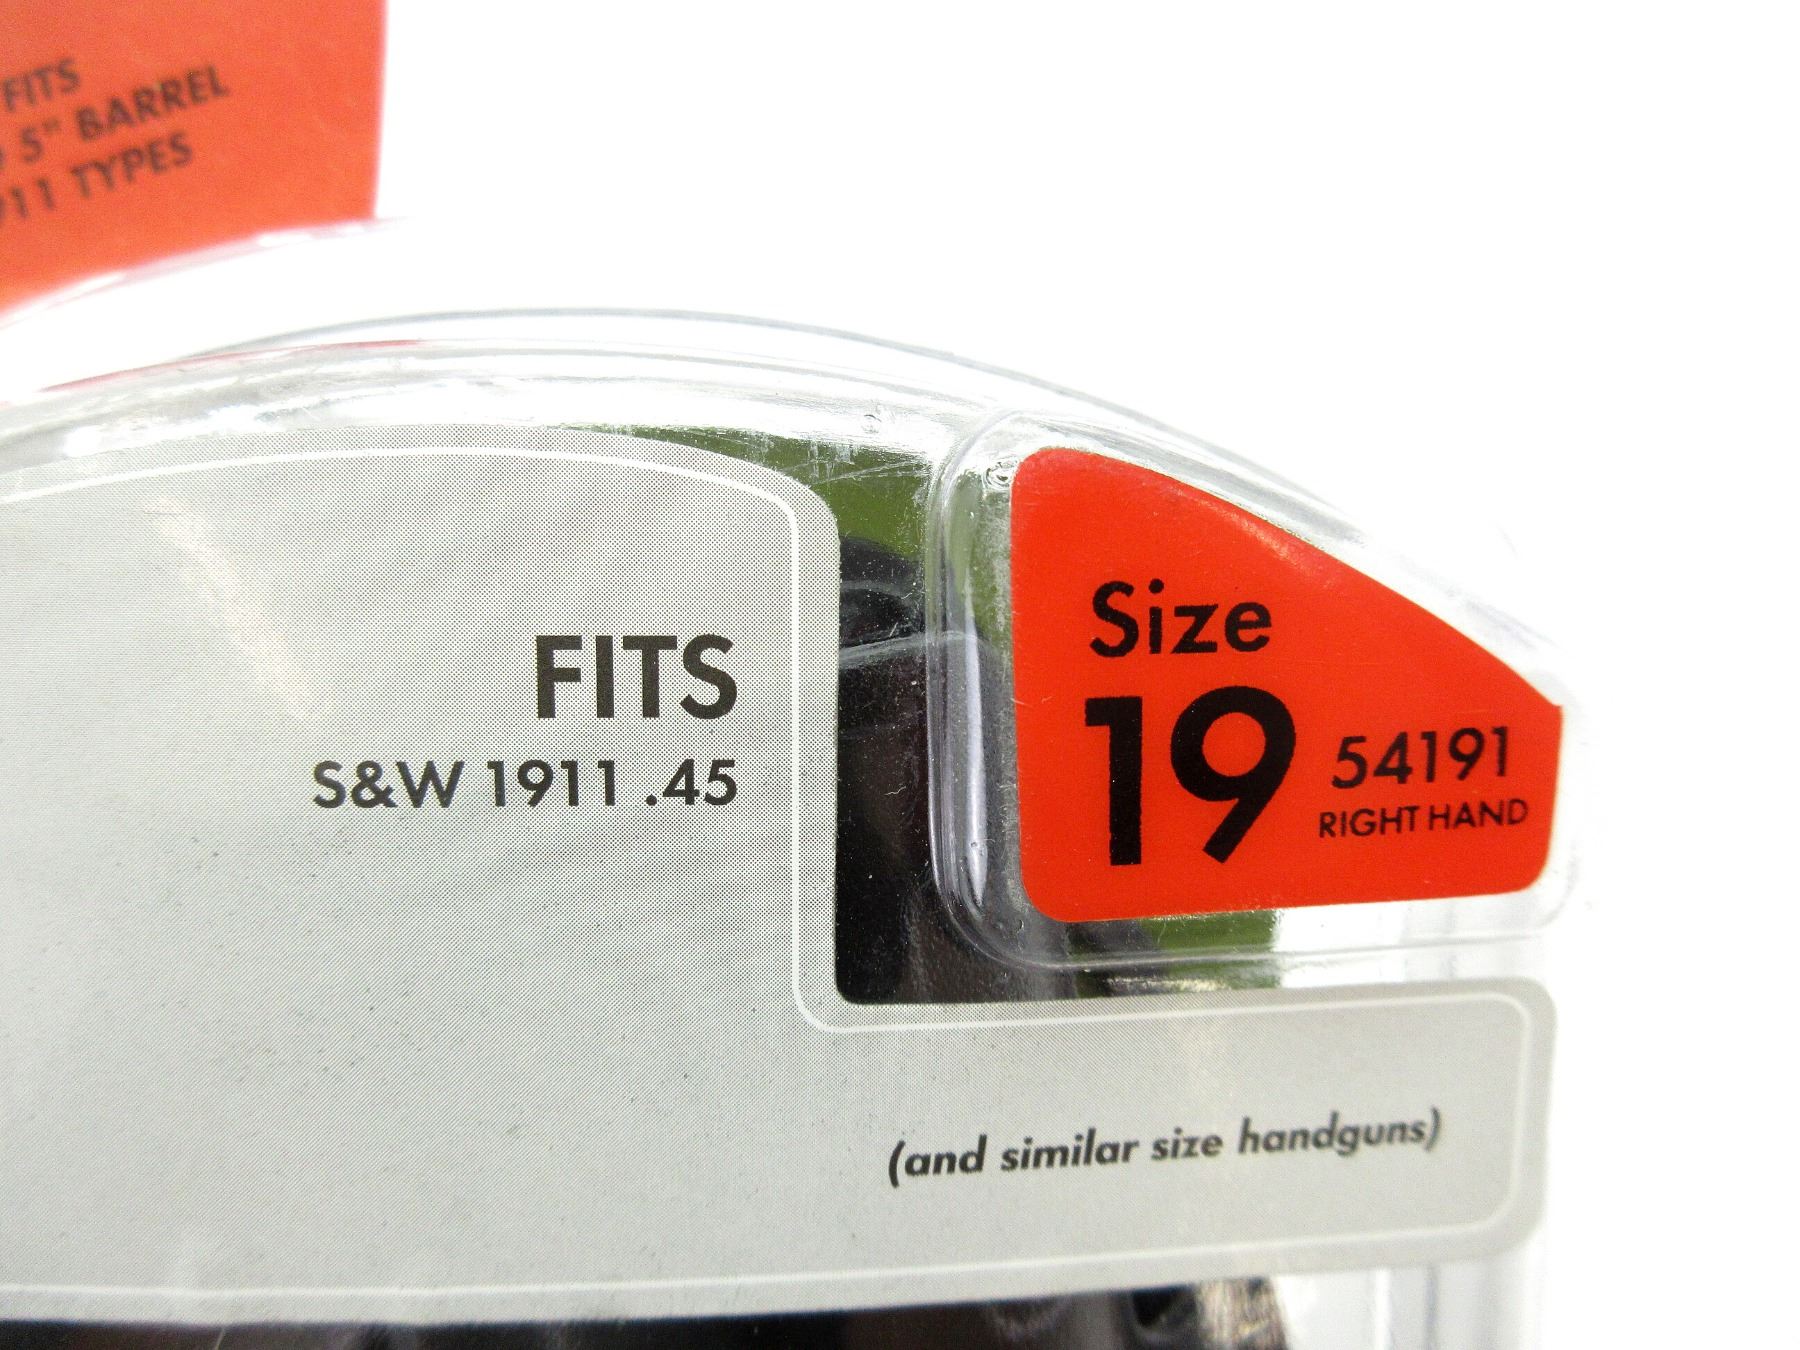 FITS
5" BARREL
TYPES
FITS
S&W 1911 .45
Size
19
54191
RIGHT HAND
(and similar size handguns)